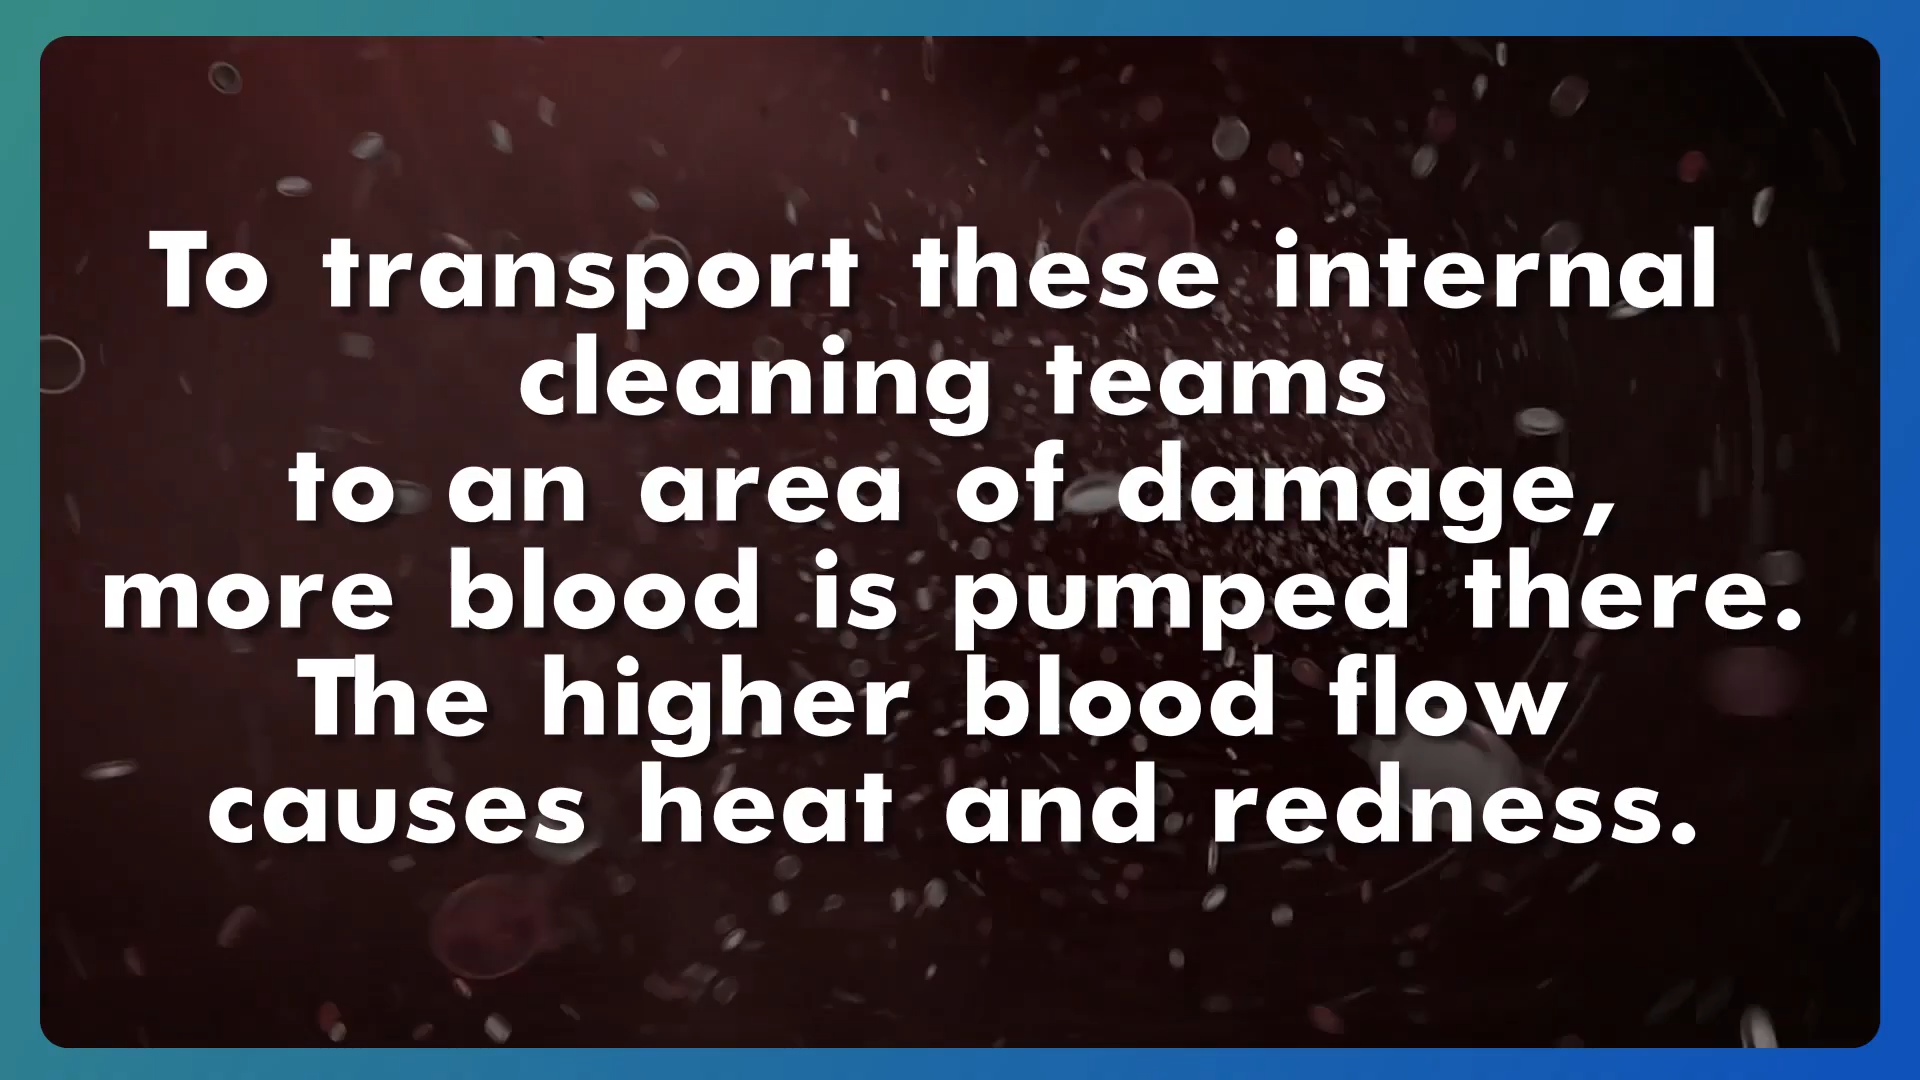 To transport these internal
cleaning teams
to an area of damage,
more blood is pumped there.
The higher blood flow
causes heat and redness.